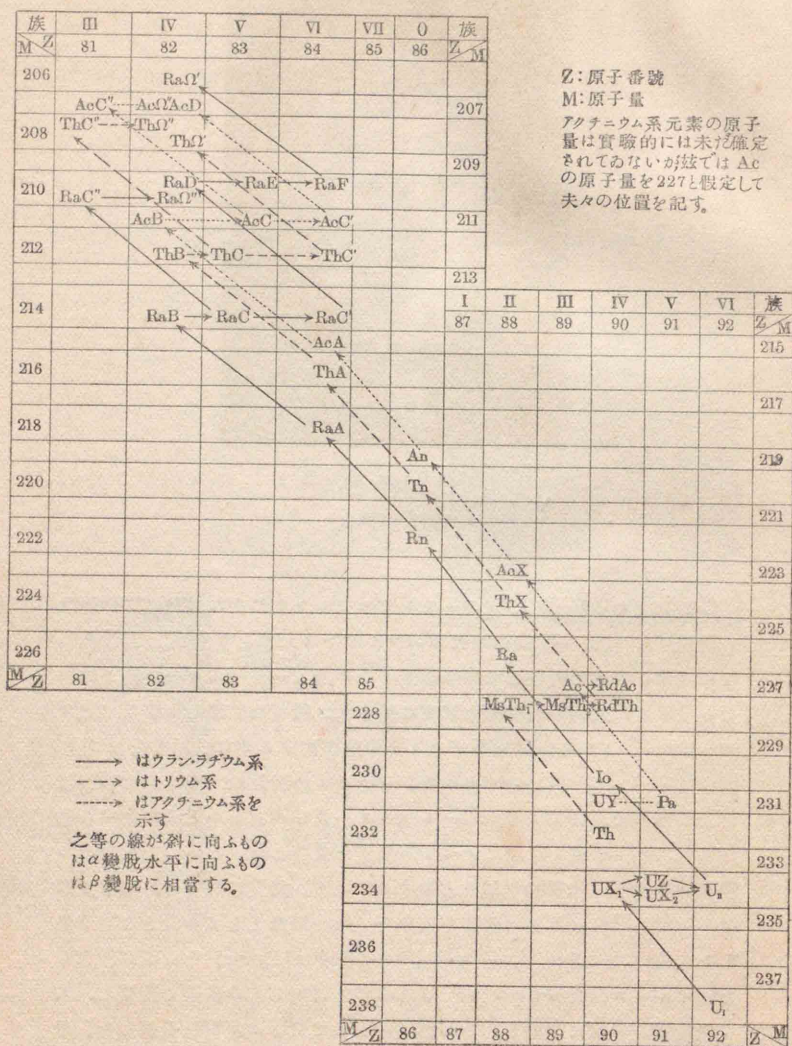 族 III IV V VI VII 0 族
M Z 81 82 83 84 85 86 Z M
206 RaΩ′
AcC″ AcΩ″ AcD 207
208 ThC″ ThΩ″
ThΩ′
209
210 RaD RaE RaF
RaC″ RaΩ″
AcB AcC AcC′ 211
212 ThB ThC ThC′
213
214 RaB RaC RaC′
I II III IV V VI 族
87 88 89 90 91 92 Z M
AcA 215
216 ThA
217
218 RaA
An 219
220 Tn
221
222 Rn
AcX 223
224 ThX
225
226 Ra
M Z 81 82 83 84 85
Ac RdAc 227
228 MsTh₁ MsTh₂ RdTh
229
230 Io
UY Pa 231
232 Th
233
234 UX₁ UZ UX₂ U₂
235
236
237
238 U₁
M Z 86 87 88 89 90 91 92 Z M
Z:原子番號
M:原子量
アクチニウム系元素の原子
量は實驗的には未だ確定
されてゐないが玆では Ac
の原子量を227と假定して
夫々の位置を記す。
はウラン・ラヂウム系
はトリウム系
はアクチニウム系を
示す
之等の線が斜に向ふもの
はα變脫,水平に向ふもの
はβ變脫に相當する。